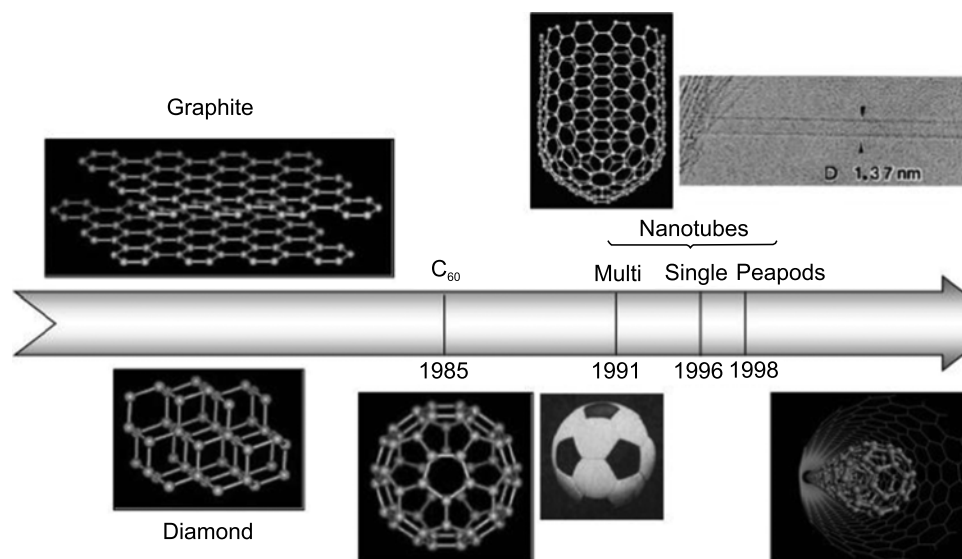 Graphite
D 1.37 nm
Nanotubes
C₆₀ Multi Single Peapods
1985 1991 1996 1998
Diamond